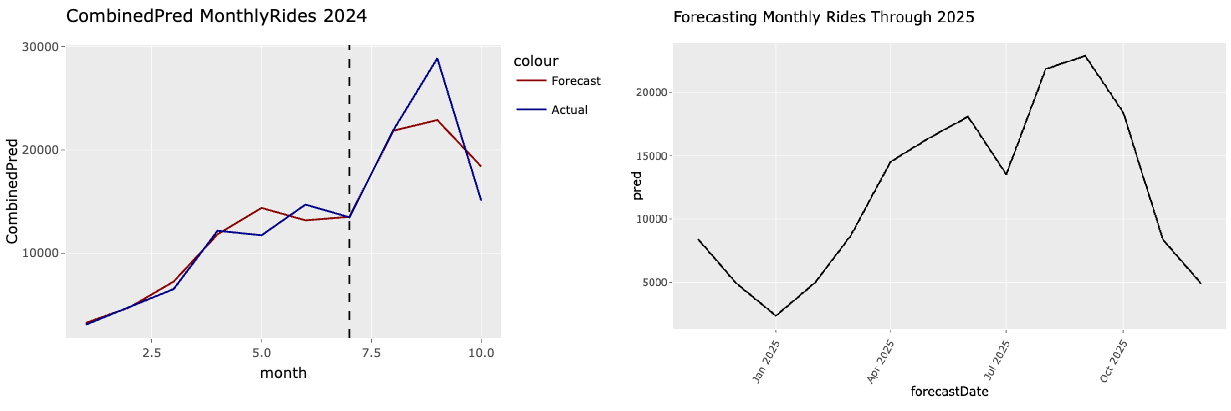 CombinedPred MonthlyRides 2024
CombinedPred
30000
20000
10000
2.5
5.0
7.5
10.0
month
colour
Forecast
Actual
Forecasting Monthly Rides Through 2025
pred
20000
15000
10000
5000
Jan 2025
Apr 2025
Jul 2025
Oct 2025
forecastDate